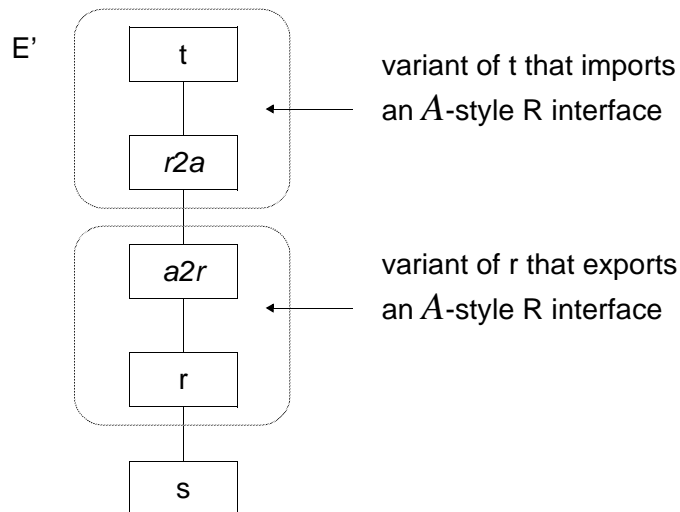 E’
t
variant of t that imports
an A-style R interface
r2a
a2r
variant of r that exports
an A-style R interface
r
s